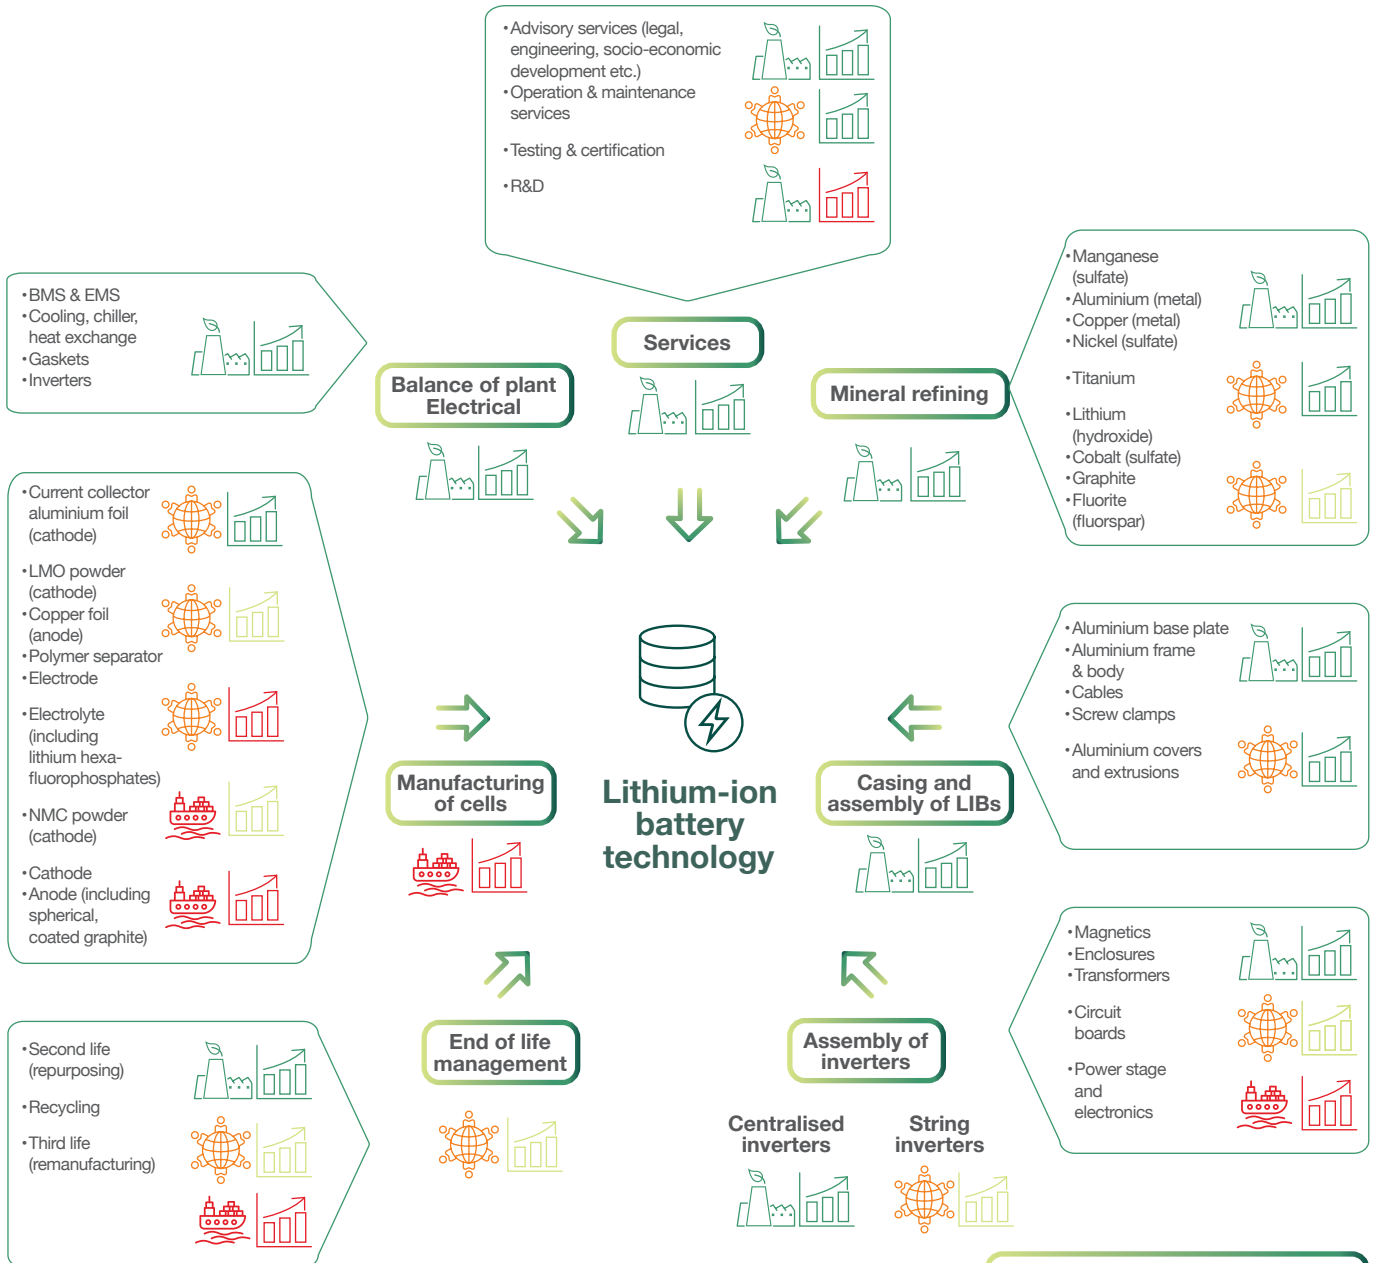 •Advisory services (legal,
engineering, socio-economic
development etc.)
•Operation & maintenance
services
•Testing & certification
•R&D
•BMS & EMS
•Cooling, chiller,
heat exchange
•Gaskets
•Inverters
Balance of plant
Electrical
Services
Mineral refining
•Manganese
(sulfate)
•Aluminium (metal)
•Copper (metal)
•Nickel (sulfate)
•Titanium
•Lithium
(hydroxide)
•Cobalt (sulfate)
•Graphite
•Fluorite
(fluorspar)
•Current collector
aluminium foil
(cathode)
•LMO powder
(cathode)
•Copper foil
(anode)
•Polymer separator
•Electrode
•Electrolyte
(including
lithium hexa-
fluorophosphates)
•NMC powder
(cathode)
•Cathode
•Anode (including
spherical,
coated graphite)
Manufacturing
of cells
Lithium-ion
battery
technology
Casing and
assembly of LIBs
•Aluminium base plate
•Aluminium frame
& body
•Cables
•Screw clamps
•Aluminium covers
and extrusions
•Second life
(repurposing)
•Recycling
•Third life
(remanufacturing)
End of life
management
Assembly of
inverters
Centralised
inverters
String
inverters
•Magnetics
•Enclosures
•Transformers
•Circuit
boards
•Power stage
and
electronics